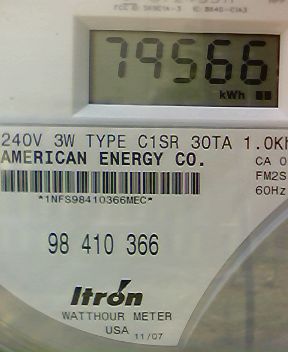 79566
kWh
240V 3W TYPE C1SR 30TA 1.0Kh
AMERICAN ENERGY CO.
CA 0
FM2S
60Hz
*1NFS98410366MEC*
98 410 366
Itron
WATTHOUR METER
USA 11/07